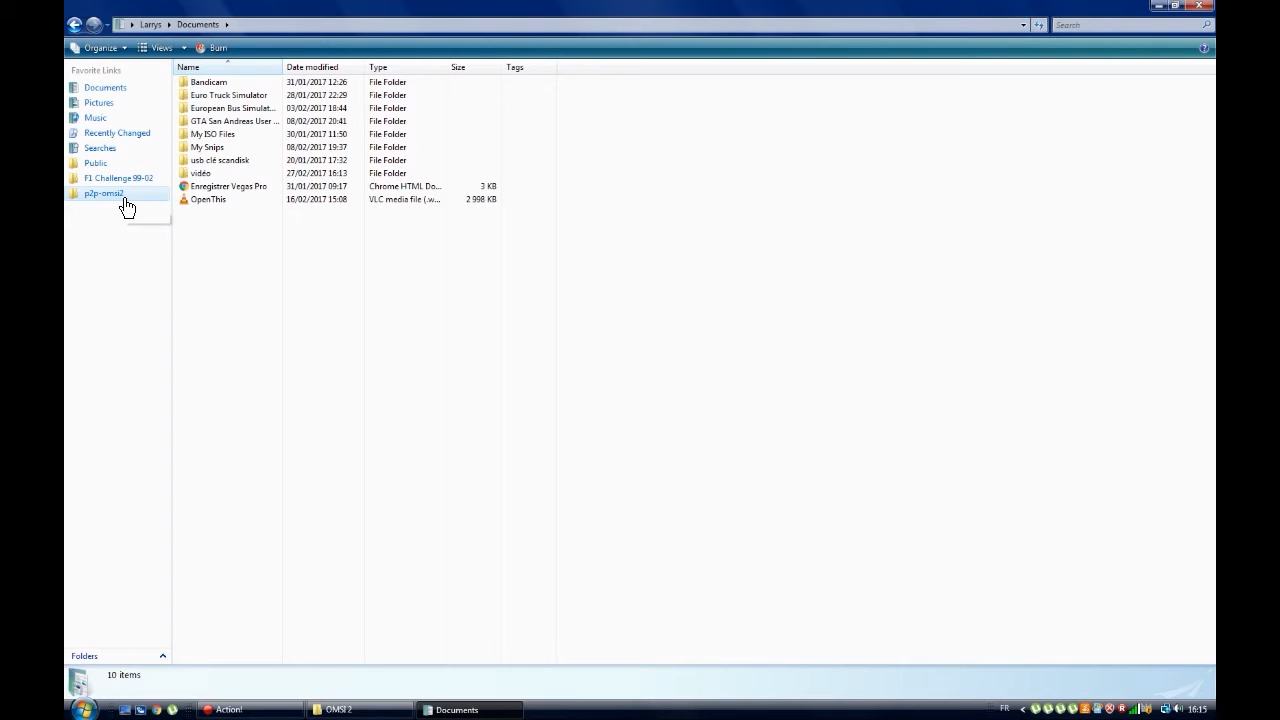 Larrys Documents Search
Organize Views Burn
Favorite Links
Documents
Pictures
Music
Recently Changed
Searches
Public
F1 Challenge 99-02
p2p-omsi2
Name Date modified Type Size Tags
Bandicam 31/01/2017 12:26 File Folder
Euro Truck Simulator 28/01/2017 22:29 File Folder
European Bus Simulat... 03/02/2017 18:44 File Folder
GTA San Andreas User ... 08/02/2017 20:41 File Folder
My ISO Files 30/01/2017 11:50 File Folder
My Snips 08/02/2017 19:37 File Folder
usb clé scandisk 20/01/2017 17:32 File Folder
vidéo 27/02/2017 16:13 File Folder
Enregistrer Vegas Pro 31/01/2017 09:17 Chrome HTML Do... 3 KB
OpenThis 16/02/2017 15:08 VLC media file (.w... 2 998 KB
Folders
10 items
Action! OMSI 2 Documents FR 16:15